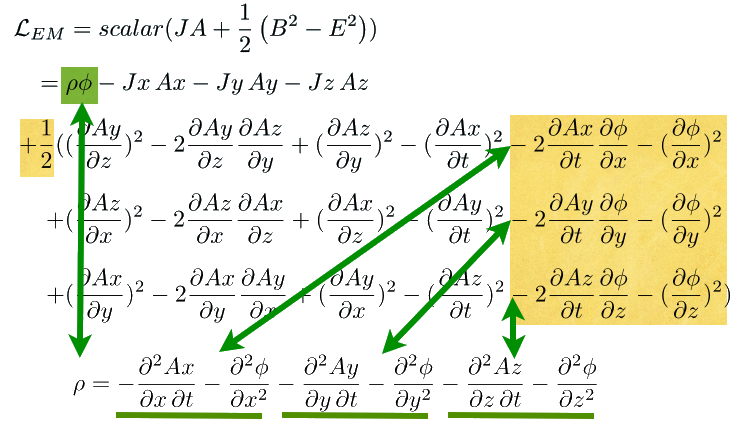 $\mathcal{L}_{EM} = scalar(JA + \frac{1}{2}\left(B^2 - E^2\right))$
$= \rho\phi - Jx\,Ax - Jy\,Ay - Jz\,Az$
$+\frac{1}{2}((\frac{\partial Ay}{\partial z})^2 - 2\frac{\partial Ay}{\partial z}\frac{\partial Az}{\partial y} + (\frac{\partial Az}{\partial y})^2 - (\frac{\partial Ax}{\partial t})^2 - 2\frac{\partial Ax}{\partial t}\frac{\partial \phi}{\partial x} - (\frac{\partial \phi}{\partial x})^2$
$+(\frac{\partial Az}{\partial x})^2 - 2\frac{\partial Az}{\partial x}\frac{\partial Ax}{\partial z} + (\frac{\partial Ax}{\partial z})^2 - (\frac{\partial Ay}{\partial t})^2 - 2\frac{\partial Ay}{\partial t}\frac{\partial \phi}{\partial y} - (\frac{\partial \phi}{\partial y})^2$
$+(\frac{\partial Ax}{\partial y})^2 - 2\frac{\partial Ax}{\partial y}\frac{\partial Ay}{\partial x} + (\frac{\partial Ay}{\partial x})^2 - (\frac{\partial Az}{\partial t})^2 - 2\frac{\partial Az}{\partial t}\frac{\partial \phi}{\partial z} - (\frac{\partial \phi}{\partial z})^2)$
$\rho = -\frac{\partial^2 Ax}{\partial x\,\partial t} - \frac{\partial^2 \phi}{\partial x^2} - \frac{\partial^2 Ay}{\partial y\,\partial t} - \frac{\partial^2 \phi}{\partial y^2} - \frac{\partial^2 Az}{\partial z\,\partial t} - \frac{\partial^2 \phi}{\partial z^2}$